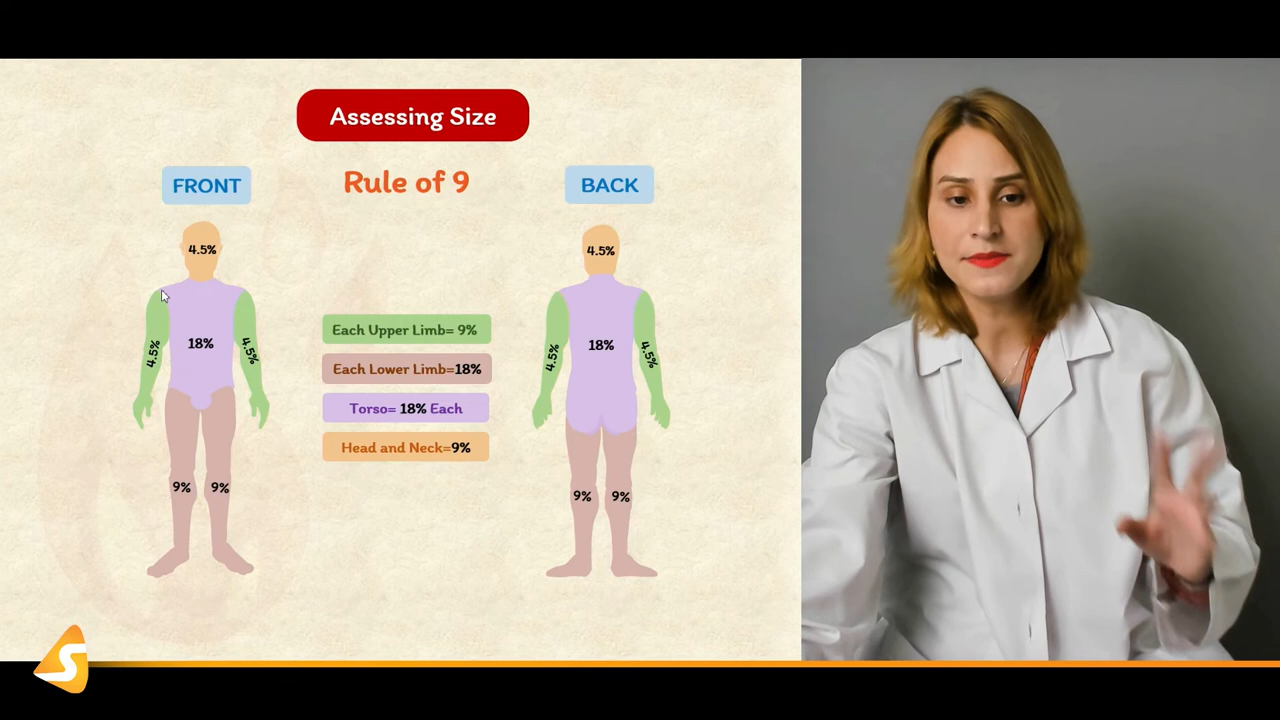 Assessing Size
FRONT
Rule of 9
BACK
4.5%
4.5%
4.5%
18%
4.5%
4.5%
18%
4.5%
Each Upper Limb= 9%
Each Lower Limb=18%
Torso= 18% Each
Head and Neck=9%
9%
9%
9%
9%
S